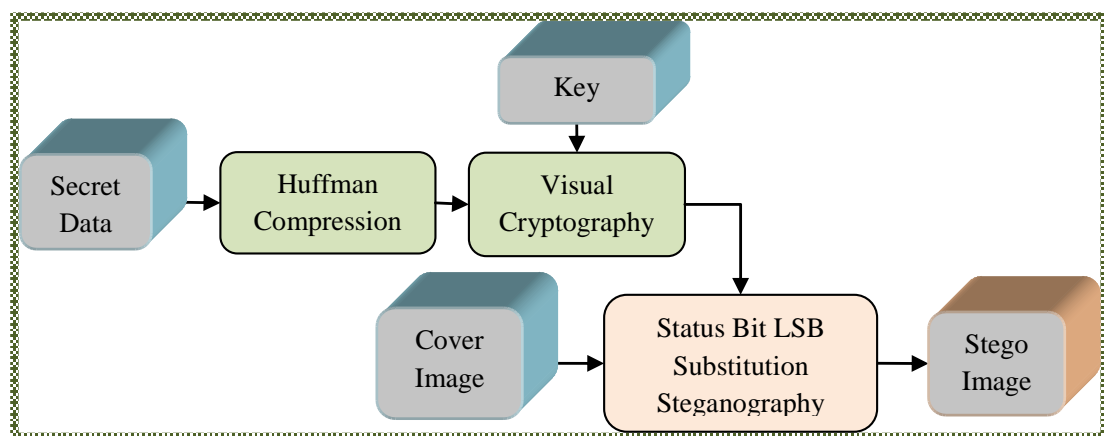 Key
Secret
Data
Huffman
Compression
Visual
Cryptography
Cover
Image
Status Bit LSB
Substitution
Steganography
Stego
Image